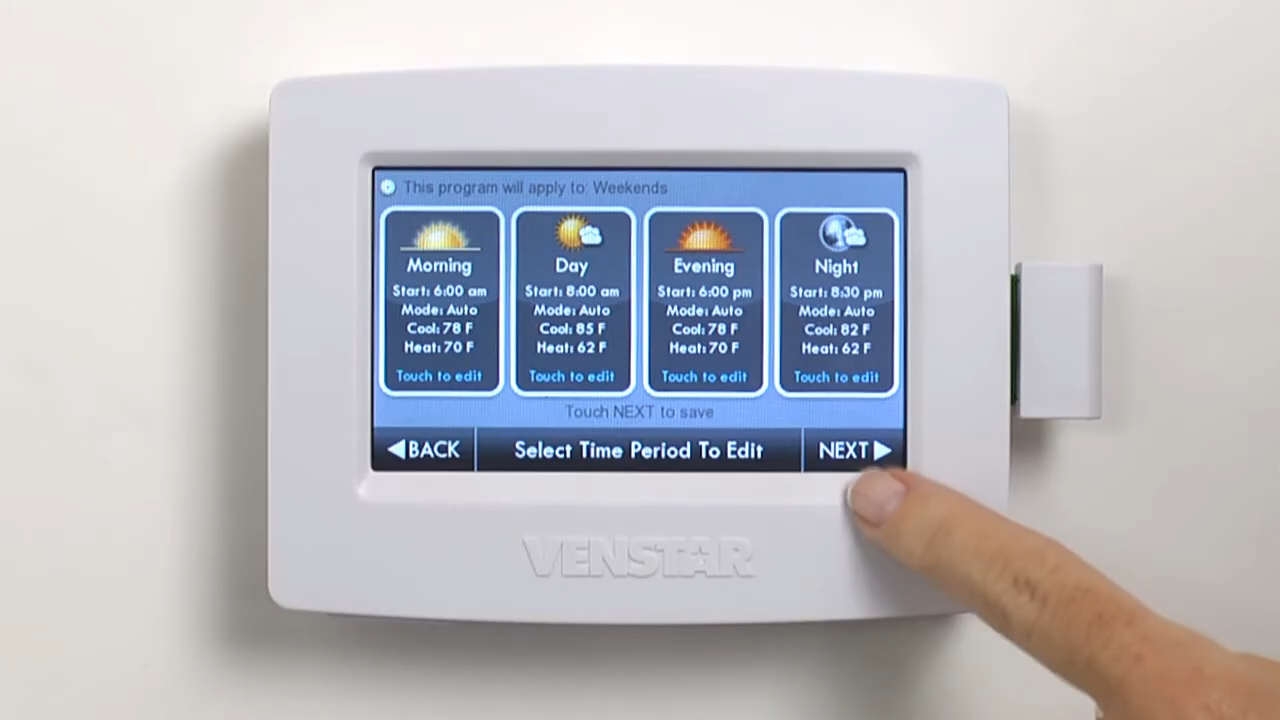 This program will apply to: Weekends
Morning
Start: 6:00 am
Mode: Auto
Cool: 78 F
Heat: 70 F
Touch to edit
Day
Start: 8:00 am
Mode: Auto
Cool: 85 F
Heat: 62 F
Touch to edit
Evening
Start: 6:00 pm
Mode: Auto
Cool: 78 F
Heat: 70 F
Touch to edit
Night
Start: 8:30 pm
Mode: Auto
Cool: 82 F
Heat: 62 F
Touch to edit
Touch NEXT to save
BACK
Select Time Period To Edit
NEXT
VENSTAR